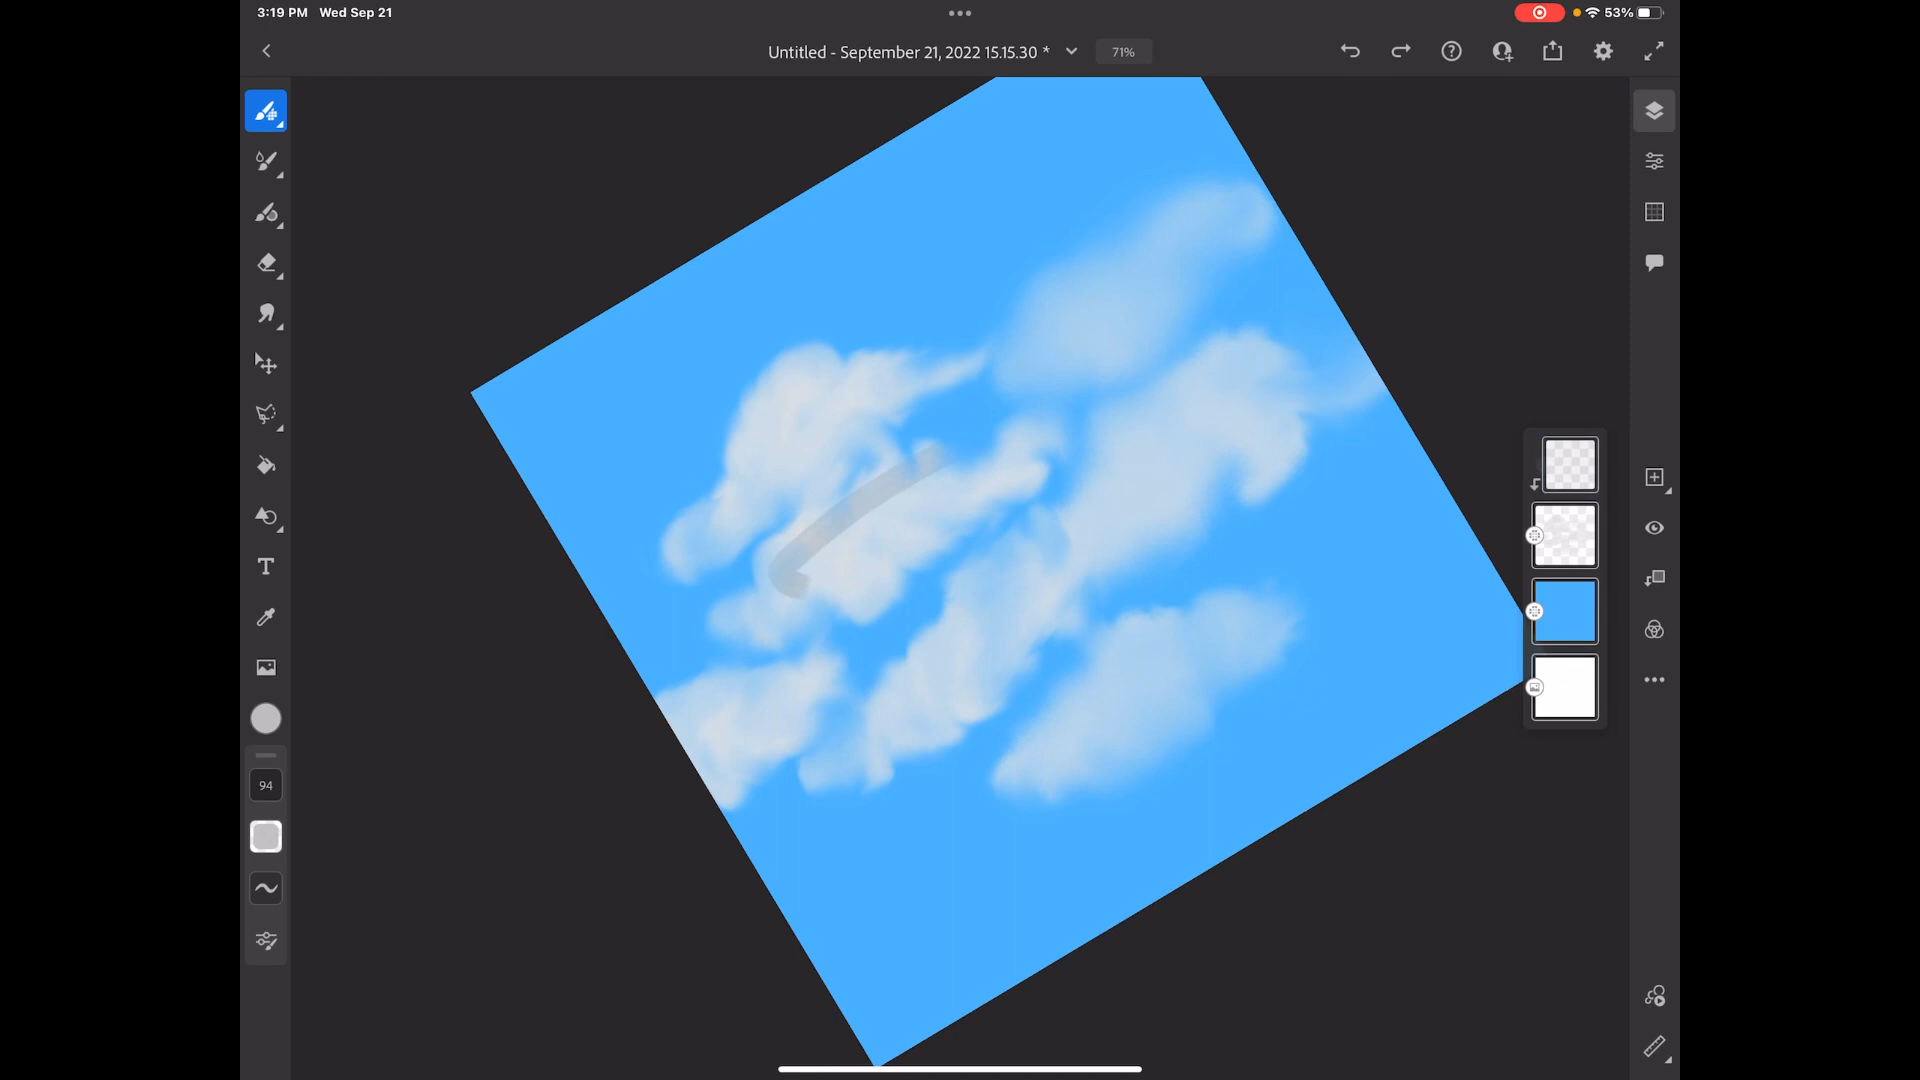 3:19 PM Wed Sep 21
53%
Untitled - September 21, 2022 15.15.30 *
71%
T
94